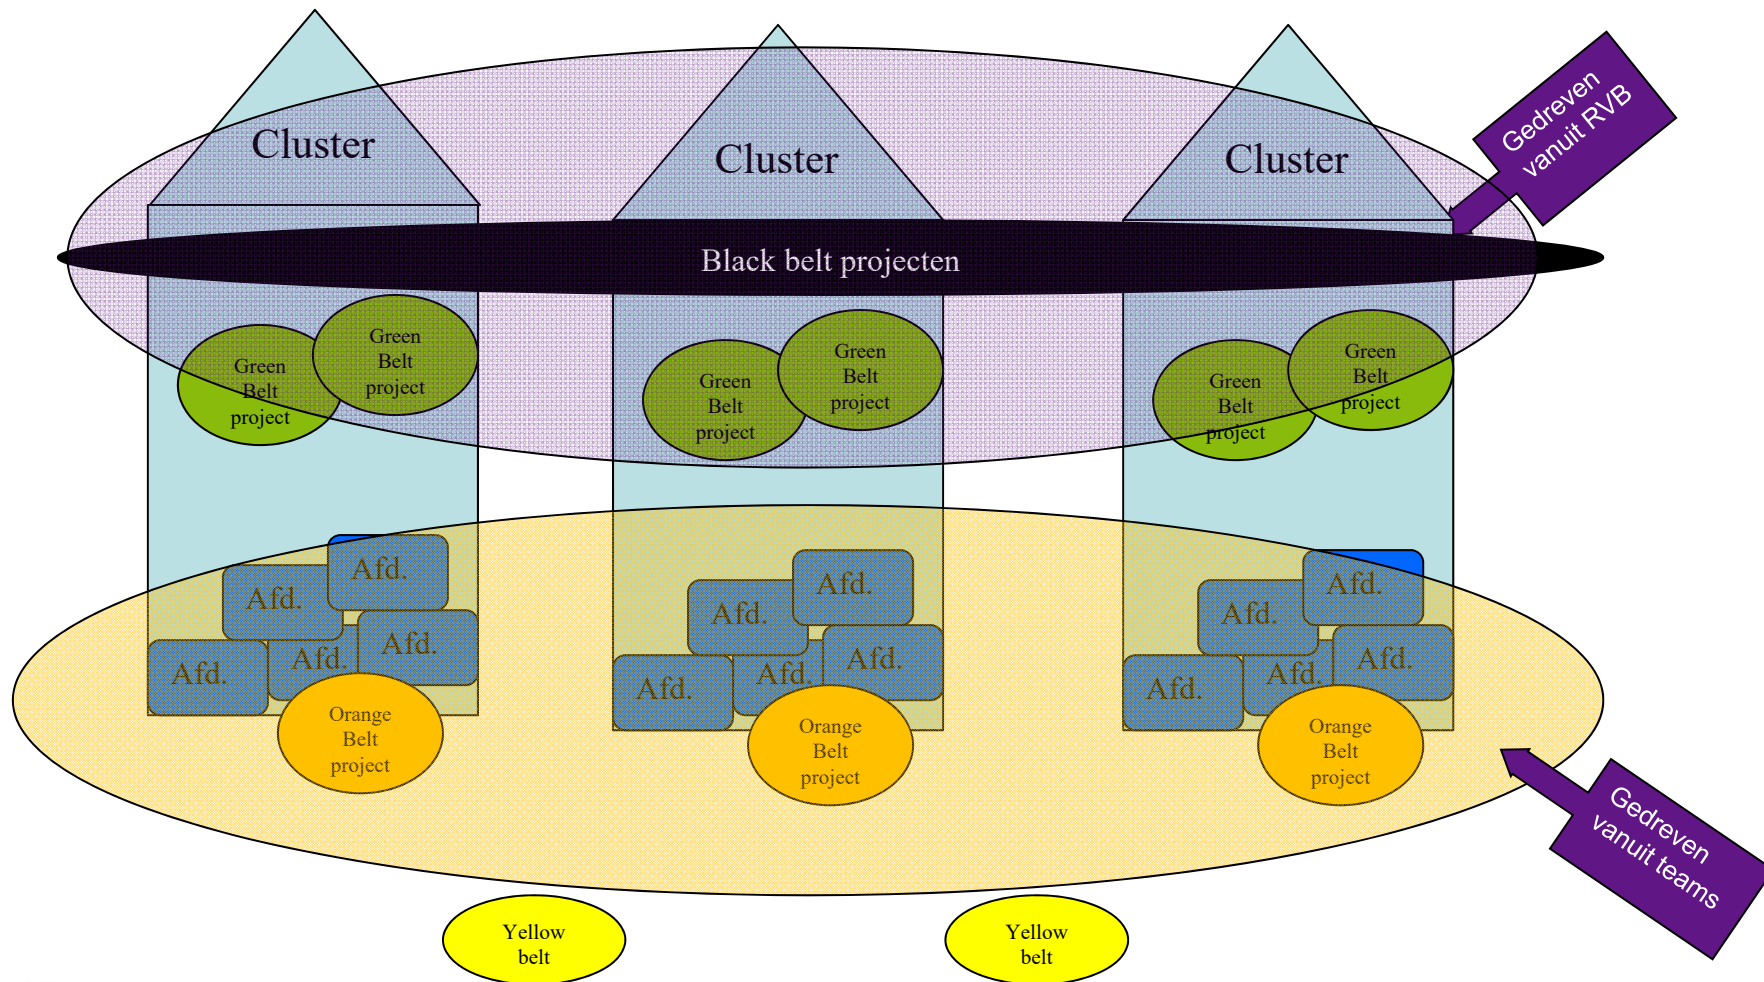 Cluster
Cluster
Cluster
Gedreven
vanuit RVB
Black belt projecten
Green
Belt
project
Green
Belt
project
Green
Belt
project
Green
Belt
project
Green
Belt
project
Green
Belt
project
Afd.
Afd.
Afd.
Afd.
Afd.
Orange
Belt
project
Afd.
Afd.
Afd.
Afd.
Afd.
Orange
Belt
project
Afd.
Afd.
Afd.
Afd.
Afd.
Orange
Belt
project
Gedreven
vanuit teams
Yellow
belt
Yellow
belt